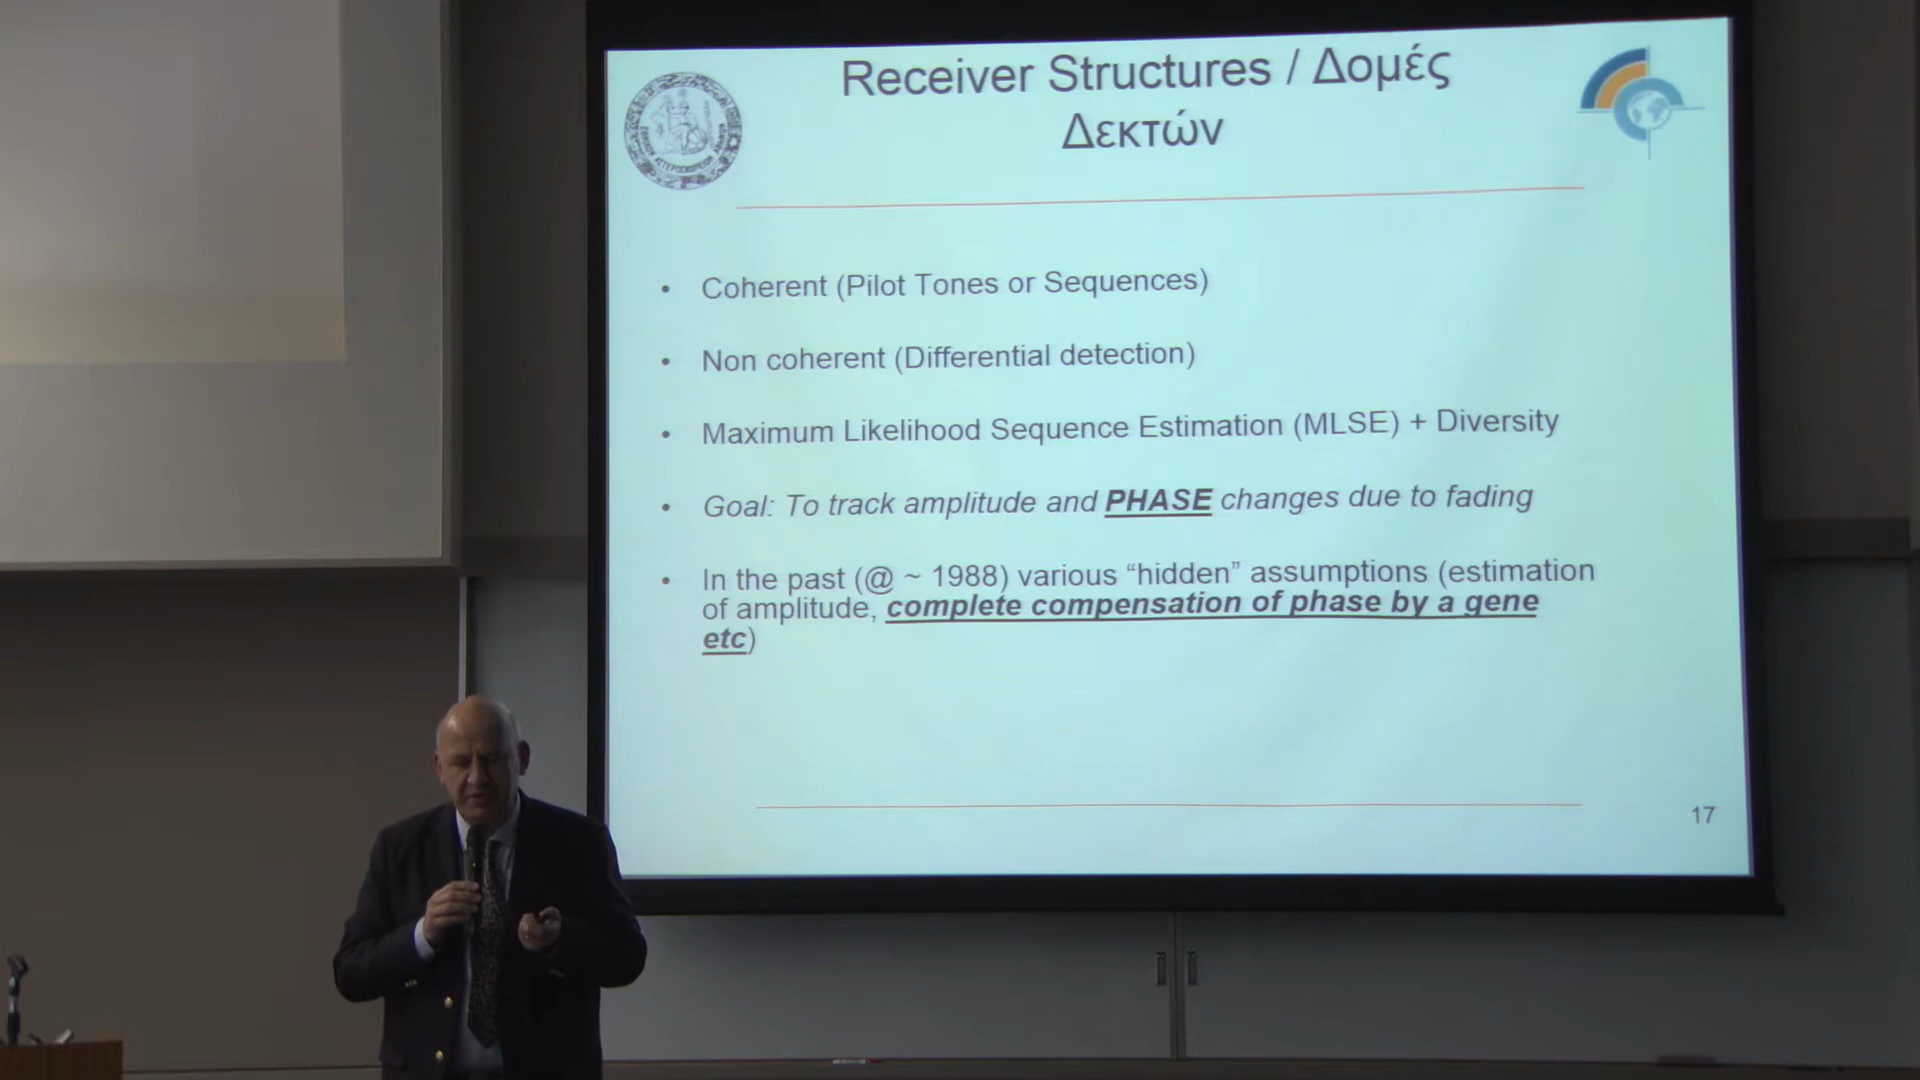 Receiver Structures / Δομές
Δεκτών
• Coherent (Pilot Tones or Sequences)
• Non coherent (Differential detection)
• Maximum Likelihood Sequence Estimation (MLSE) + Diversity
• Goal: To track amplitude and PHASE changes due to fading
• In the past (@ ~ 1988) various “hidden” assumptions (estimation
of amplitude, complete compensation of phase by a gene
etc)
17